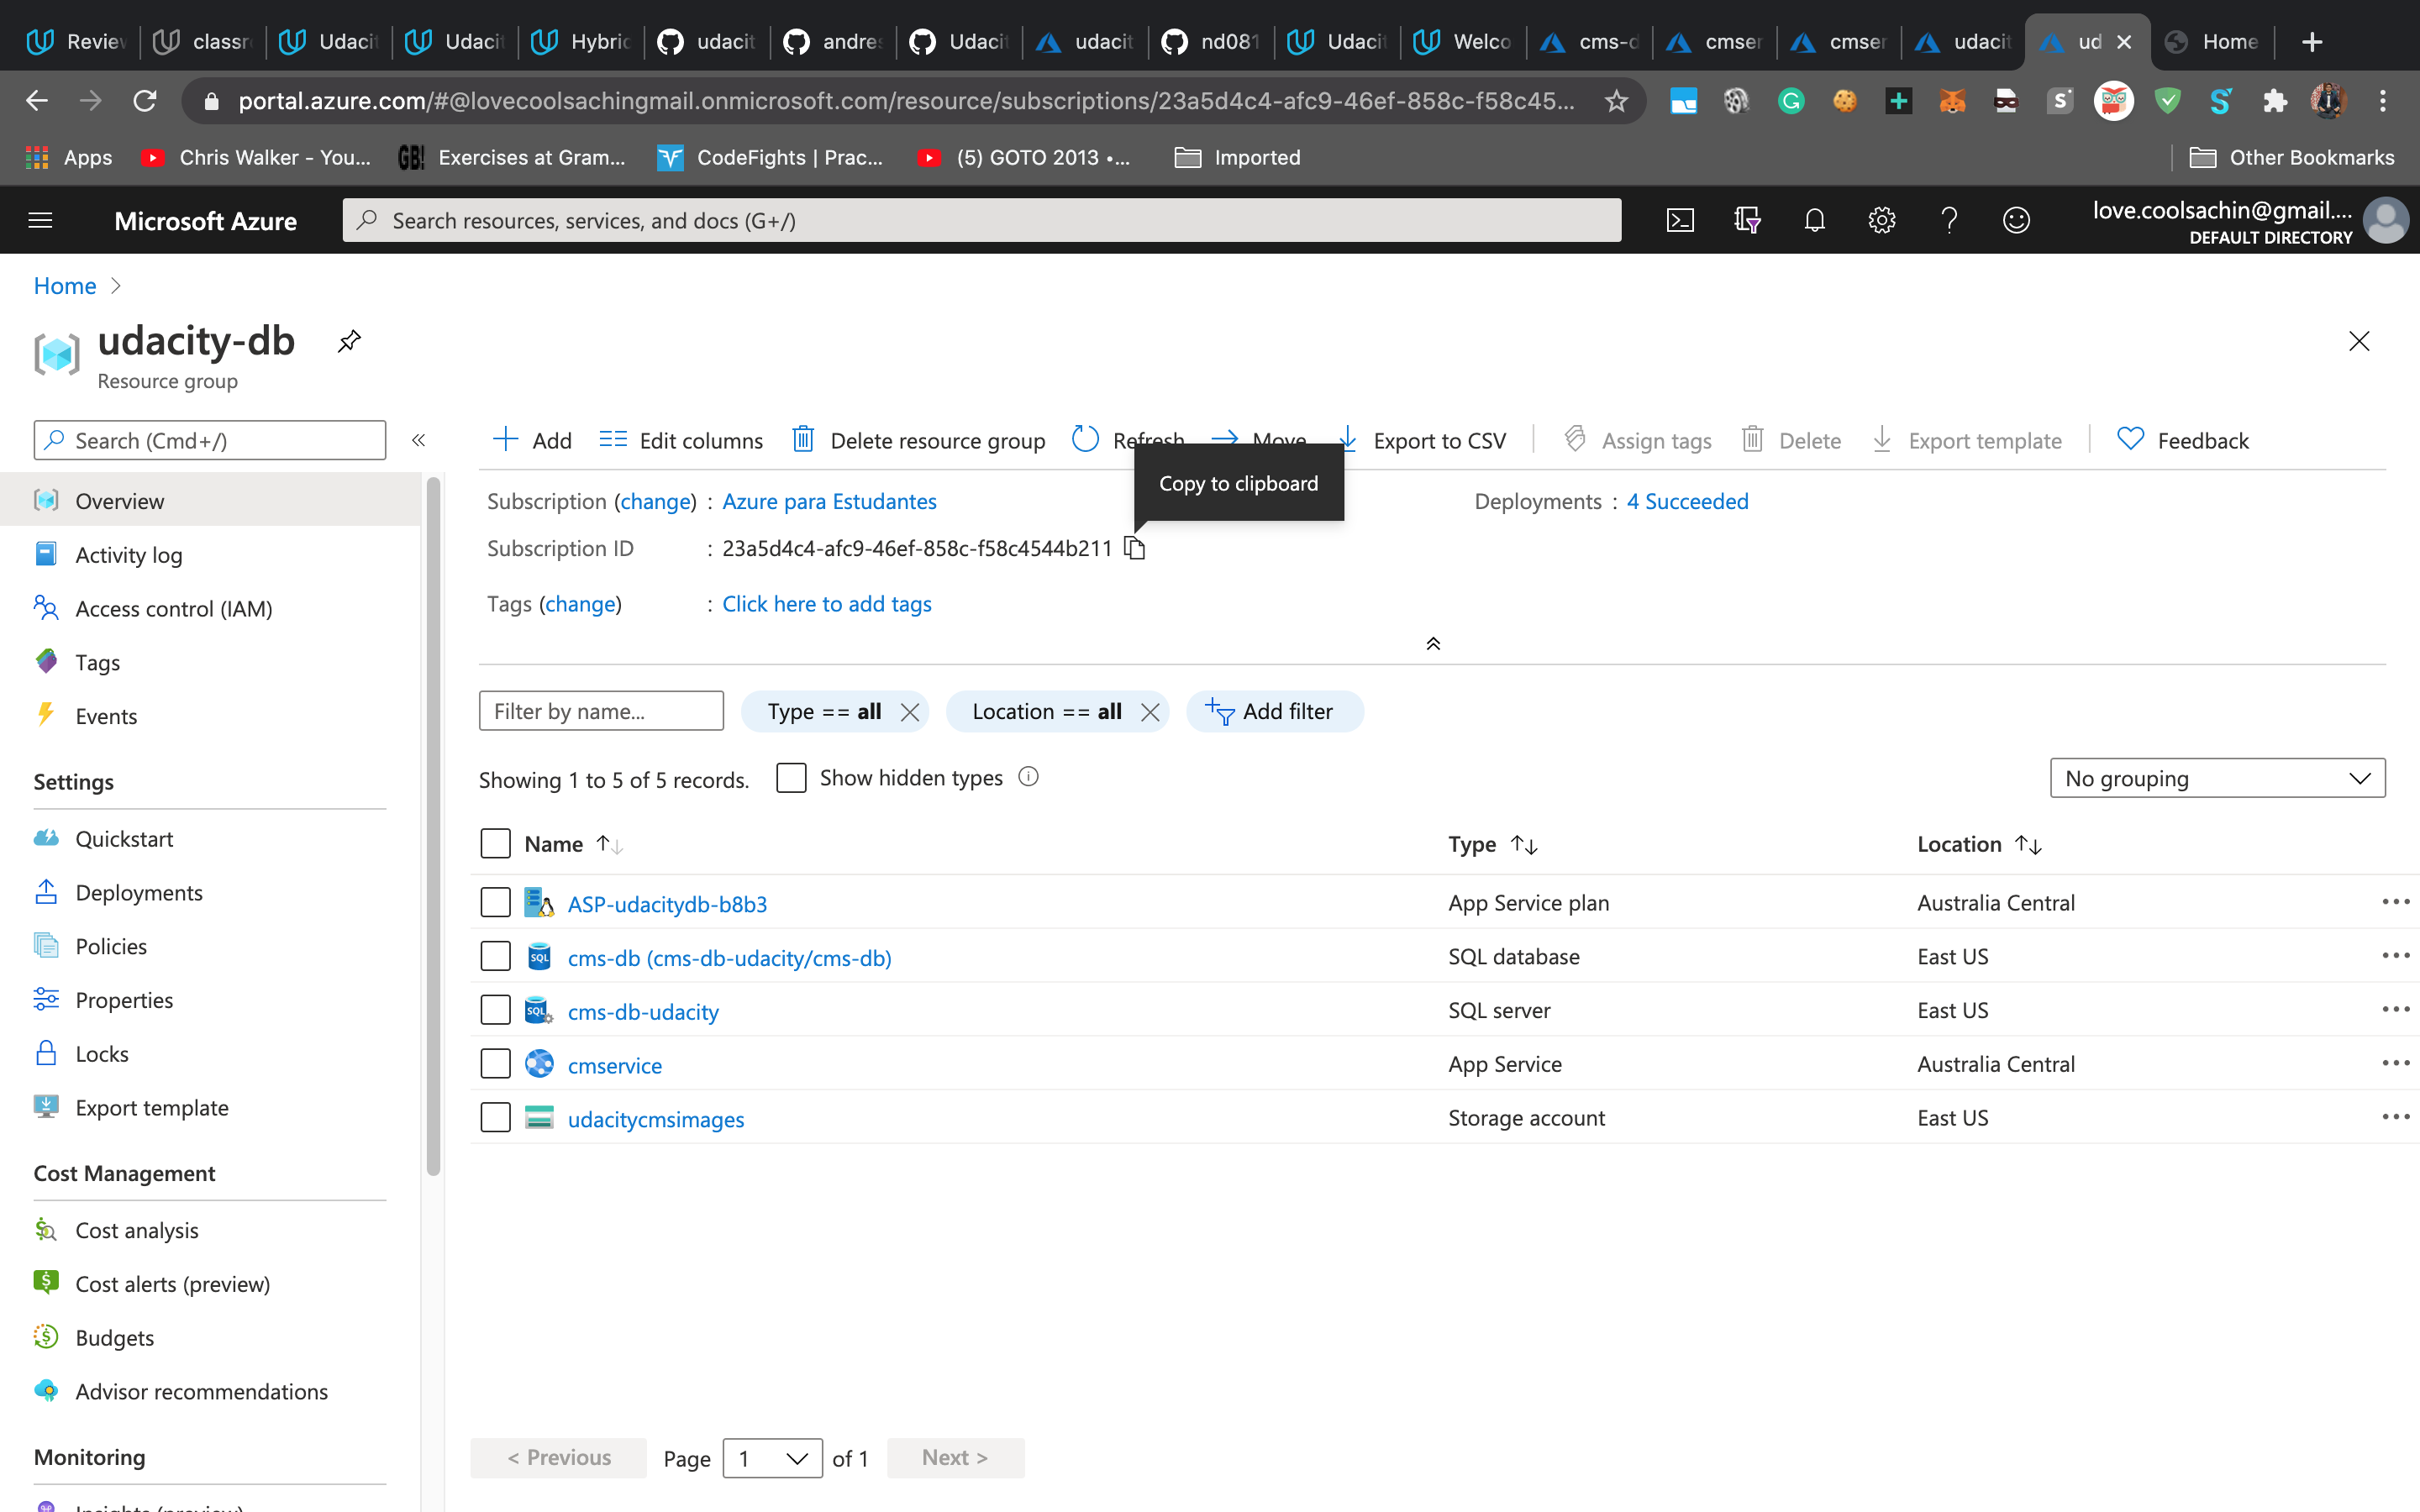 Review classr Udacit Udacit Hybric udacit andres Udacit udacit nd081 Udacit Welco cms-d cmser cmser udacit ud Home
portal.azure.com/#@lovecoolsachingmail.onmicrosoft.com/resource/subscriptions/23a5d4c4-afc9-46ef-858c-f58c45...
Apps Chris Walker - You... GB! Exercises at Gram... CodeFights | Prac... (5) GOTO 2013 •... Imported Other Bookmarks
Microsoft Azure Search resources, services, and docs (G+/) love.coolsachin@gmail....
DEFAULT DIRECTORY
Home >
udacity-db
Resource group
Search (Cmd+/) « Add Edit columns Delete resource group Refresh Move Export to CSV Assign tags Delete Export template Feedback
Copy to clipboard
Overview
Activity log
Access control (IAM)
Tags
Events
Settings
Quickstart
Deployments
Policies
Properties
Locks
Export template
Cost Management
Cost analysis
Cost alerts (preview)
Budgets
Advisor recommendations
Monitoring
Insights (preview)
Subscription (change) : Azure para Estudantes Deployments : 4 Succeeded
Subscription ID : 23a5d4c4-afc9-46ef-858c-f58c4544b211
Tags (change) : Click here to add tags
Filter by name... Type == all Location == all Add filter
Showing 1 to 5 of 5 records. Show hidden types No grouping
Name Type Location
ASP-udacitydb-b8b3 App Service plan Australia Central
cms-db (cms-db-udacity/cms-db) SQL database East US
cms-db-udacity SQL server East US
cmservice App Service Australia Central
udacitycmsimages Storage account East US
< Previous Page 1 of 1 Next >